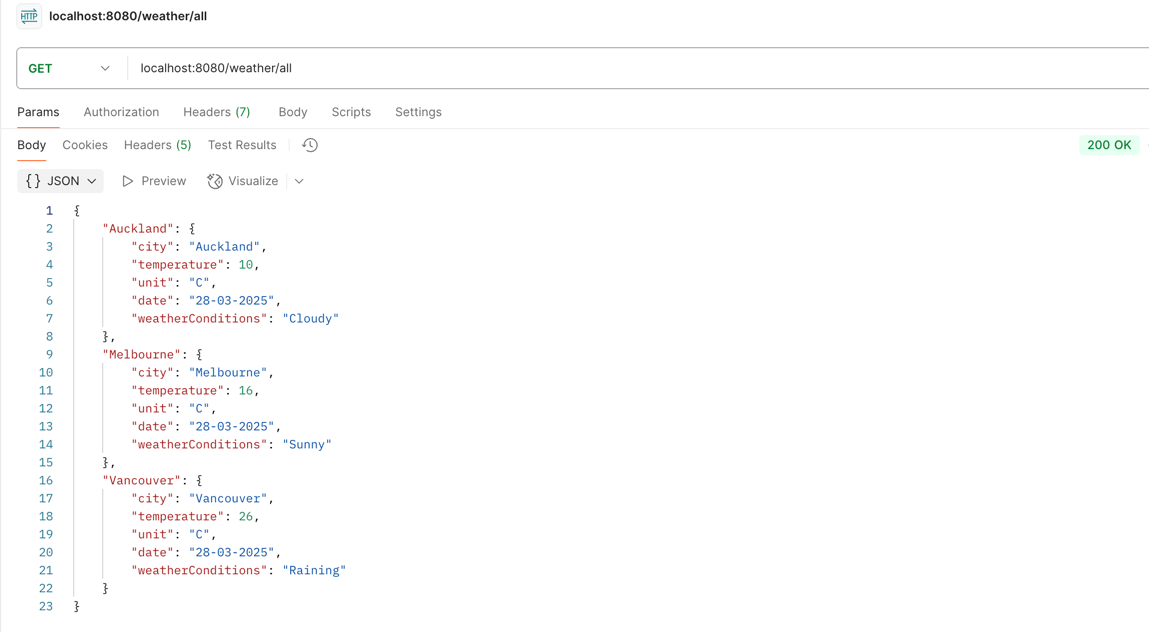 HTTP localhost:8080/weather/all
GET localhost:8080/weather/all
Params Authorization Headers (7) Body Scripts Settings
Body Cookies Headers (5) Test Results 200 OK
{} JSON Preview Visualize
1 {
2 "Auckland": {
3 "city": "Auckland",
4 "temperature": 10,
5 "unit": "C",
6 "date": "28-03-2025",
7 "weatherConditions": "Cloudy"
8 },
9 "Melbourne": {
10 "city": "Melbourne",
11 "temperature": 16,
12 "unit": "C",
13 "date": "28-03-2025",
14 "weatherConditions": "Sunny"
15 },
16 "Vancouver": {
17 "city": "Vancouver",
18 "temperature": 26,
19 "unit": "C",
20 "date": "28-03-2025",
21 "weatherConditions": "Raining"
22 }
23 }